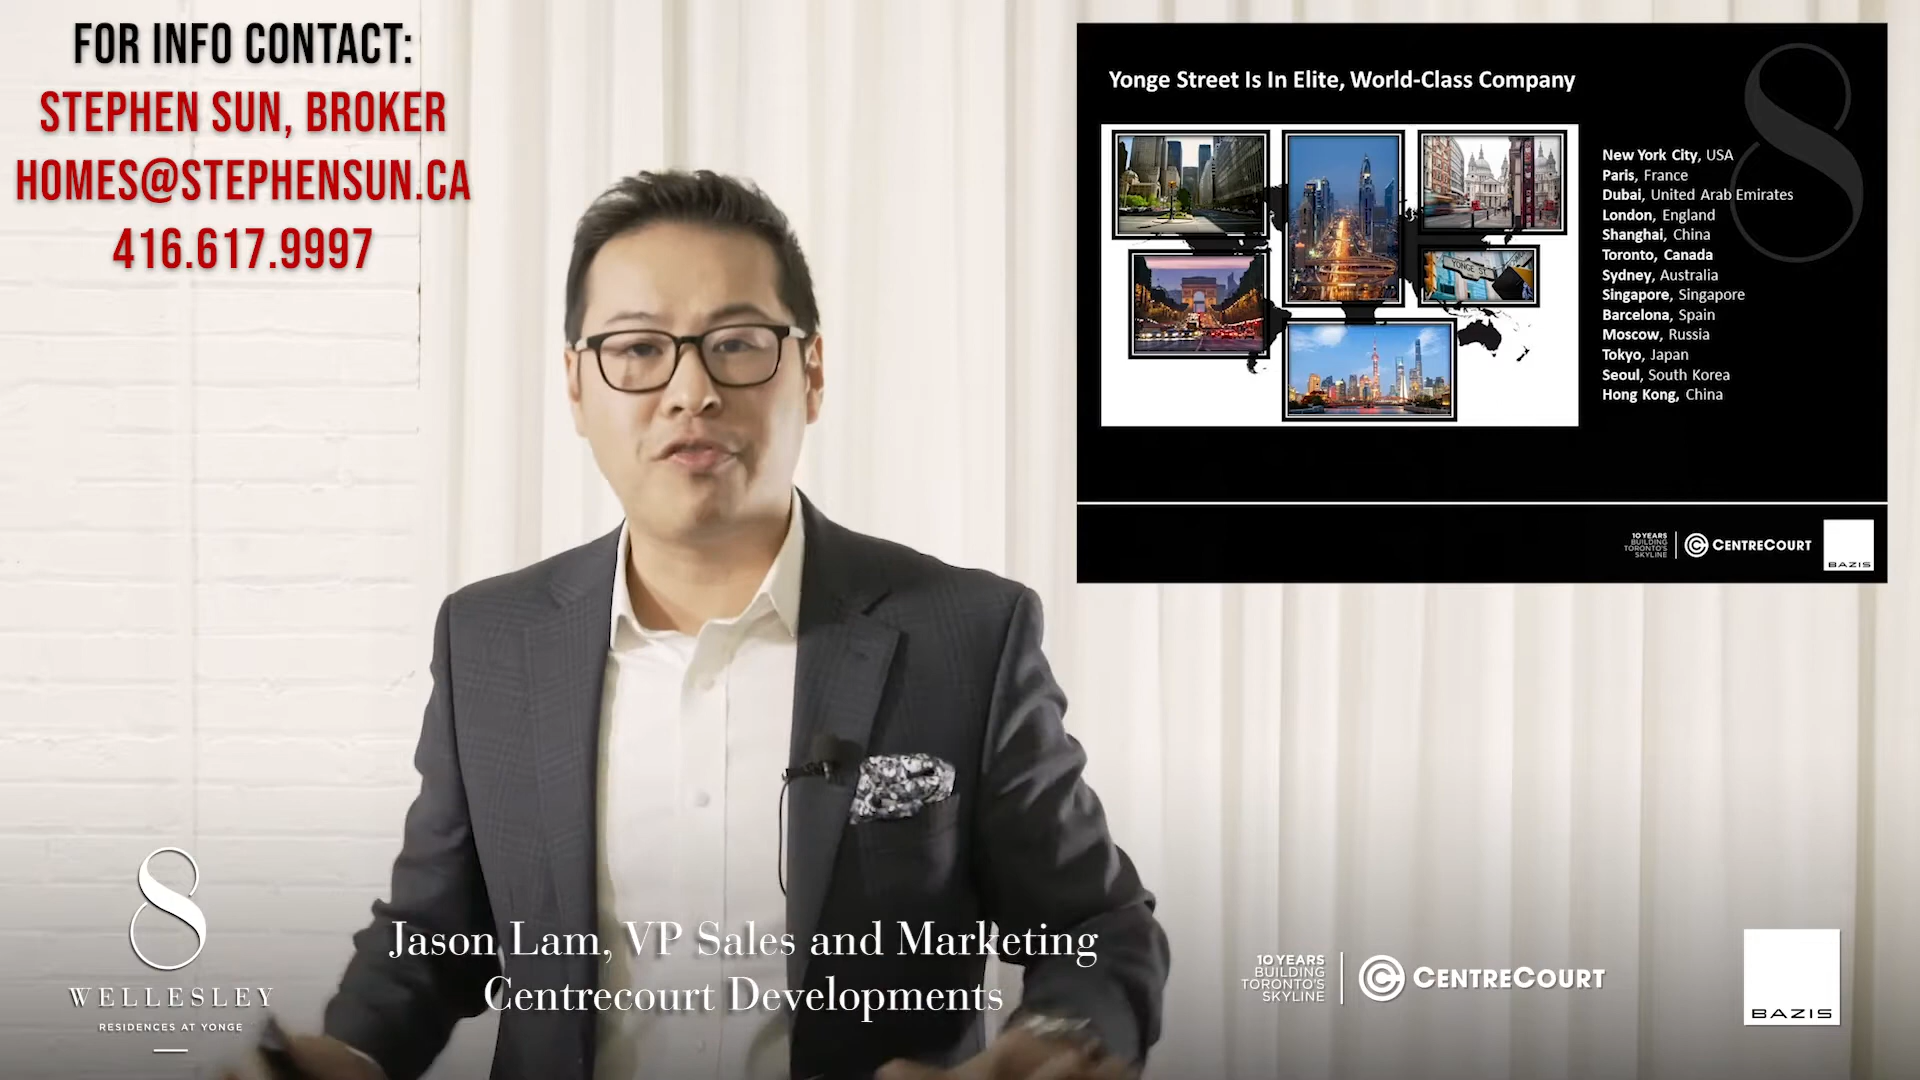 FOR INFO CONTACT:
STEPHEN SUN, BROKER
HOMES@STEPHENSUN.CA
416.617.9997
Yonge Street Is In Elite, World-Class Company
8
YONGE ST
New York City, USA
Paris, France
Dubai, United Arab Emirates
London, England
Shanghai, China
Toronto, Canada
Sydney, Australia
Singapore, Singapore
Barcelona, Spain
Moscow, Russia
Tokyo, Japan
Seoul, South Korea
Hong Kong, China
10 YEARS
BUILDING
TORONTO'S
SKYLINE
CENTRECOURT
BAZIS
8
WELLESLEY
RESIDENCES AT YONGE
Jason Lam, VP Sales and Marketing
Centrecourt Developments
10 YEARS
BUILDING
TORONTO'S
SKYLINE
CENTRECOURT
BAZIS